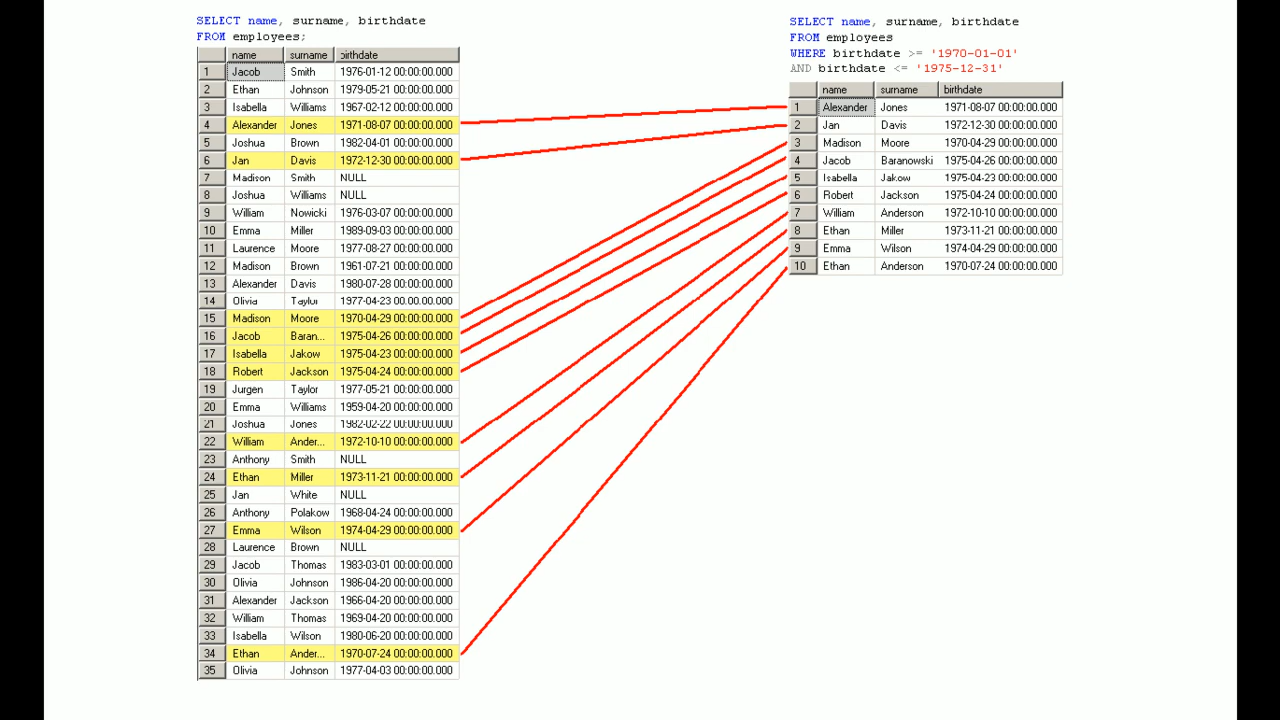 SELECT name, surname, birthdate
FROM employees;
name surname birthdate
1 Jacob Smith 1976-01-12 00:00:00.000
2 Ethan Johnson 1979-05-21 00:00:00.000
3 Isabella Williams 1967-02-12 00:00:00.000
4 Alexander Jones 1971-08-07 00:00:00.000
5 Joshua Brown 1982-04-01 00:00:00.000
6 Jan Davis 1972-12-30 00:00:00.000
7 Madison Smith NULL
8 Joshua Williams NULL
9 William Nowicki 1976-03-07 00:00:00.000
10 Emma Miller 1989-09-03 00:00:00.000
11 Laurence Moore 1977-08-27 00:00:00.000
12 Madison Brown 1961-07-21 00:00:00.000
13 Alexander Davis 1980-07-28 00:00:00.000
14 Olivia Taylor 1977-04-23 00:00:00.000
15 Madison Moore 1970-04-29 00:00:00.000
16 Jacob Baran... 1975-04-26 00:00:00.000
17 Isabella Jakow 1975-04-23 00:00:00.000
18 Robert Jackson 1975-04-24 00:00:00.000
19 Jurgen Taylor 1977-05-21 00:00:00.000
20 Emma Williams 1959-04-20 00:00:00.000
21 Joshua Jones 1982-02-22 00:00:00.000
22 William Ander... 1972-10-10 00:00:00.000
23 Anthony Smith NULL
24 Ethan Miller 1973-11-21 00:00:00.000
25 Jan White NULL
26 Anthony Polakow 1968-04-24 00:00:00.000
27 Emma Wilson 1974-04-29 00:00:00.000
28 Laurence Brown NULL
29 Jacob Thomas 1983-03-01 00:00:00.000
30 Olivia Johnson 1986-04-20 00:00:00.000
31 Alexander Jackson 1966-04-20 00:00:00.000
32 William Thomas 1969-04-20 00:00:00.000
33 Isabella Wilson 1980-06-20 00:00:00.000
34 Ethan Ander... 1970-07-24 00:00:00.000
35 Olivia Johnson 1977-04-03 00:00:00.000
SELECT name, surname, birthdate
FROM employees
WHERE birthdate >= '1970-01-01'
AND birthdate <= '1975-12-31'
name surname birthdate
1 Alexander Jones 1971-08-07 00:00:00.000
2 Jan Davis 1972-12-30 00:00:00.000
3 Madison Moore 1970-04-29 00:00:00.000
4 Jacob Baranowski 1975-04-26 00:00:00.000
5 Isabella Jakow 1975-04-23 00:00:00.000
6 Robert Jackson 1975-04-24 00:00:00.000
7 William Anderson 1972-10-10 00:00:00.000
8 Ethan Miller 1973-11-21 00:00:00.000
9 Emma Wilson 1974-04-29 00:00:00.000
10 Ethan Anderson 1970-07-24 00:00:00.000